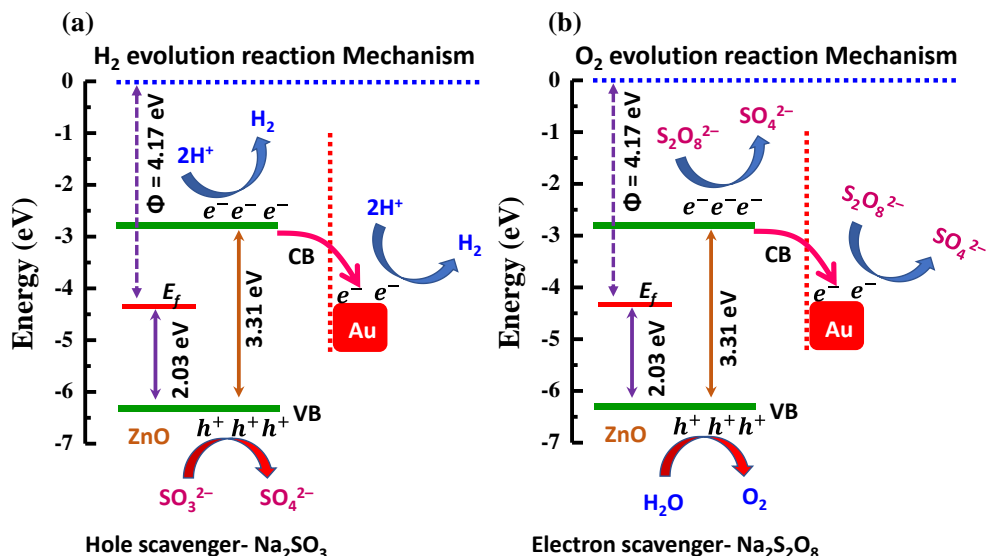 (a)
H₂ evolution reaction Mechanism
Energy (eV)
0
-1
-2
-3
-4
-5
-6
-7
Φ = 4.17 eV
H₂
2H⁺
e⁻ e⁻ e⁻
CB
2H⁺
H₂
E_f
e⁻ e⁻
Au
2.03 eV
3.31 eV
VB
ZnO
h⁺ h⁺ h⁺
SO₃²⁻
SO₄²⁻
Hole scavenger- Na₂SO₃
(b)
O₂ evolution reaction Mechanism
Energy (eV)
0
-1
-2
-3
-4
-5
-6
-7
Φ = 4.17 eV
SO₄²⁻
S₂O₈²⁻
e⁻ e⁻ e⁻
CB
S₂O₈²⁻
SO₄²⁻
E_f
e⁻ e⁻
Au
2.03 eV
3.31 eV
VB
ZnO
h⁺ h⁺ h⁺
H₂O
O₂
Electron scavenger- Na₂S₂O₈